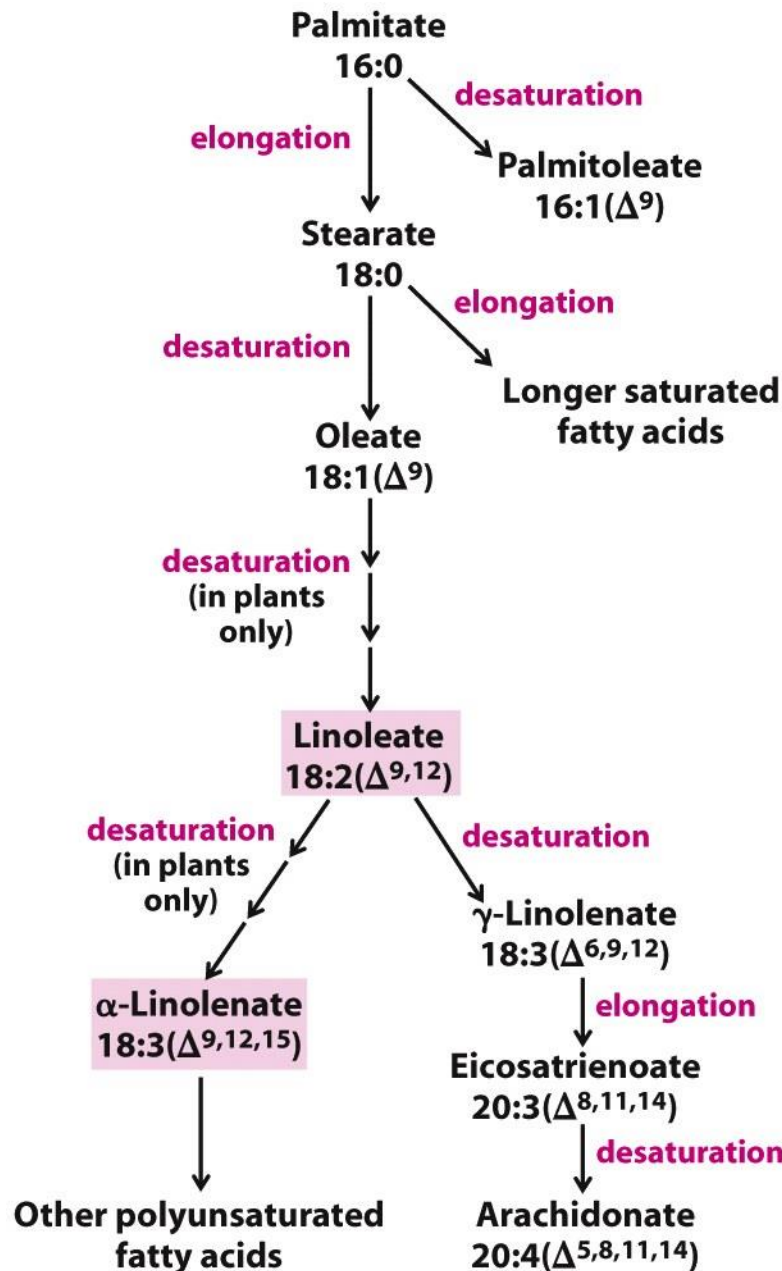 Palmitate
16:0
desaturation
elongation
Palmitoleate
16:1(Δ⁹)
Stearate
18:0
elongation
desaturation
Longer saturated
fatty acids
Oleate
18:1(Δ⁹)
desaturation
(in plants
only)
Linoleate
18:2(Δ⁹,¹²)
desaturation
(in plants
only)
desaturation
γ-Linolenate
18:3(Δ⁶,⁹,¹²)
α-Linolenate
18:3(Δ⁹,¹²,¹⁵)
elongation
Eicosatrienoate
20:3(Δ⁸,¹¹,¹⁴)
desaturation
Other polyunsaturated
fatty acids
Arachidonate
20:4(Δ⁵,⁸,¹¹,¹⁴)